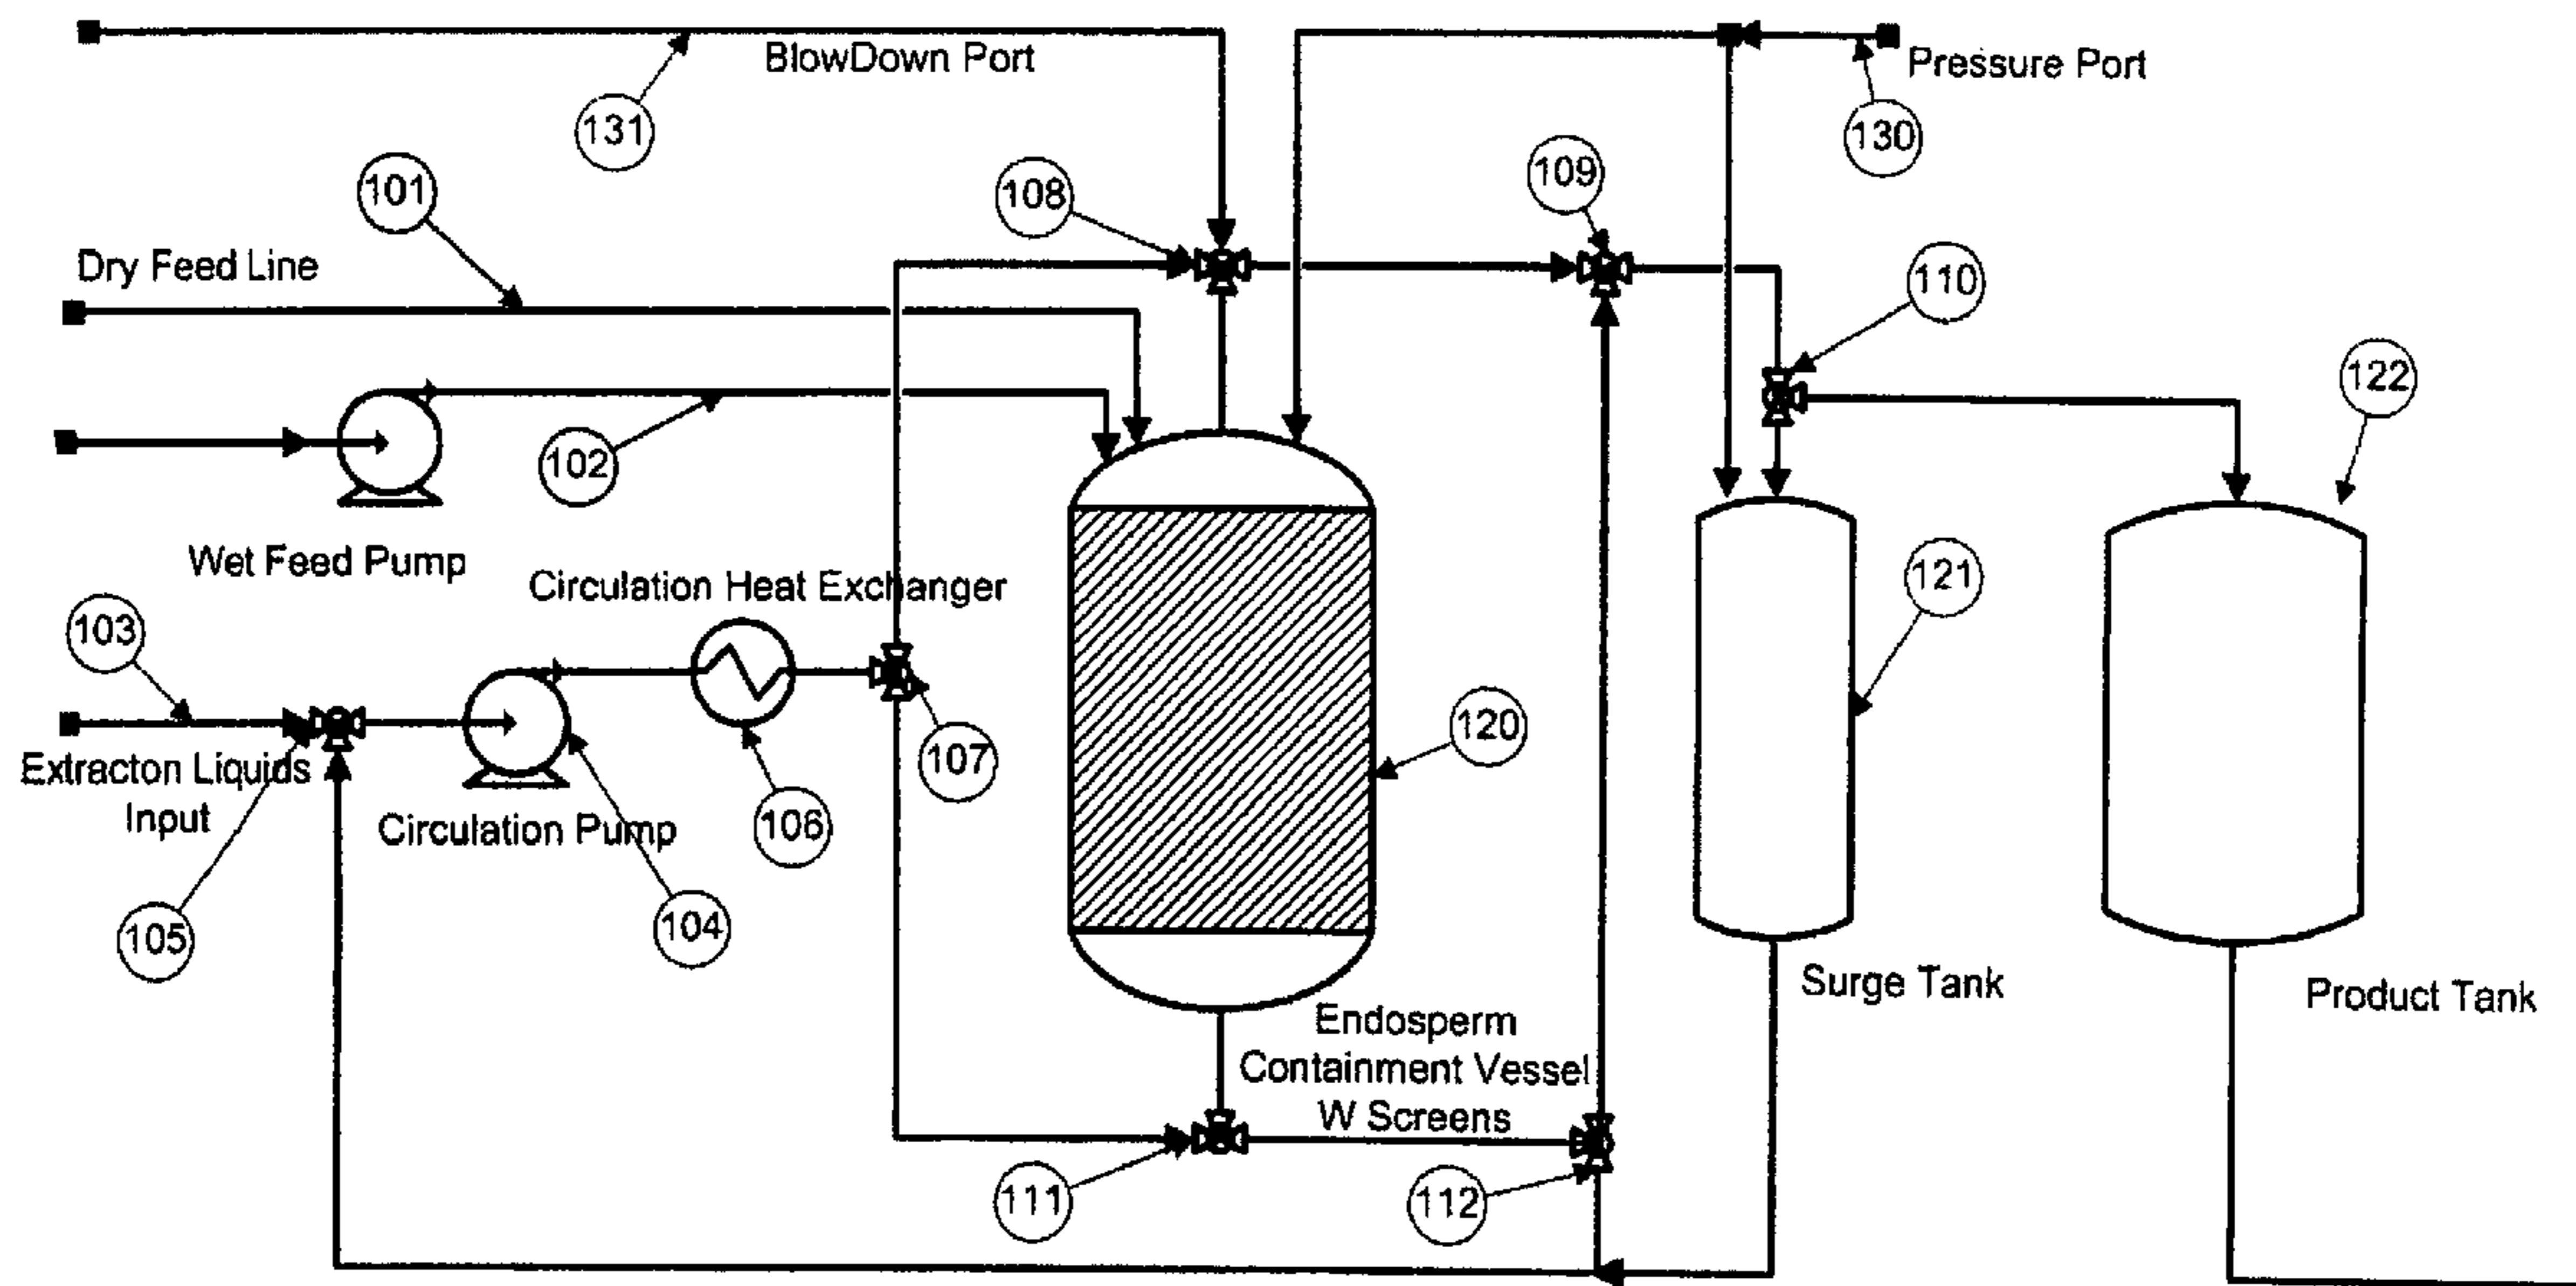 BlowDown Port
Pressure Port
131
130
101
108
109
Dry Feed Line
110
122
102
Wet Feed Pump
Circulation Heat Exchanger
121
103
120
107
Extracton Liquids
Input
Circulation Pump
106
105
104
Surge Tank
Product Tank
Endosperm
Containment Vessel
W Screens
111
112